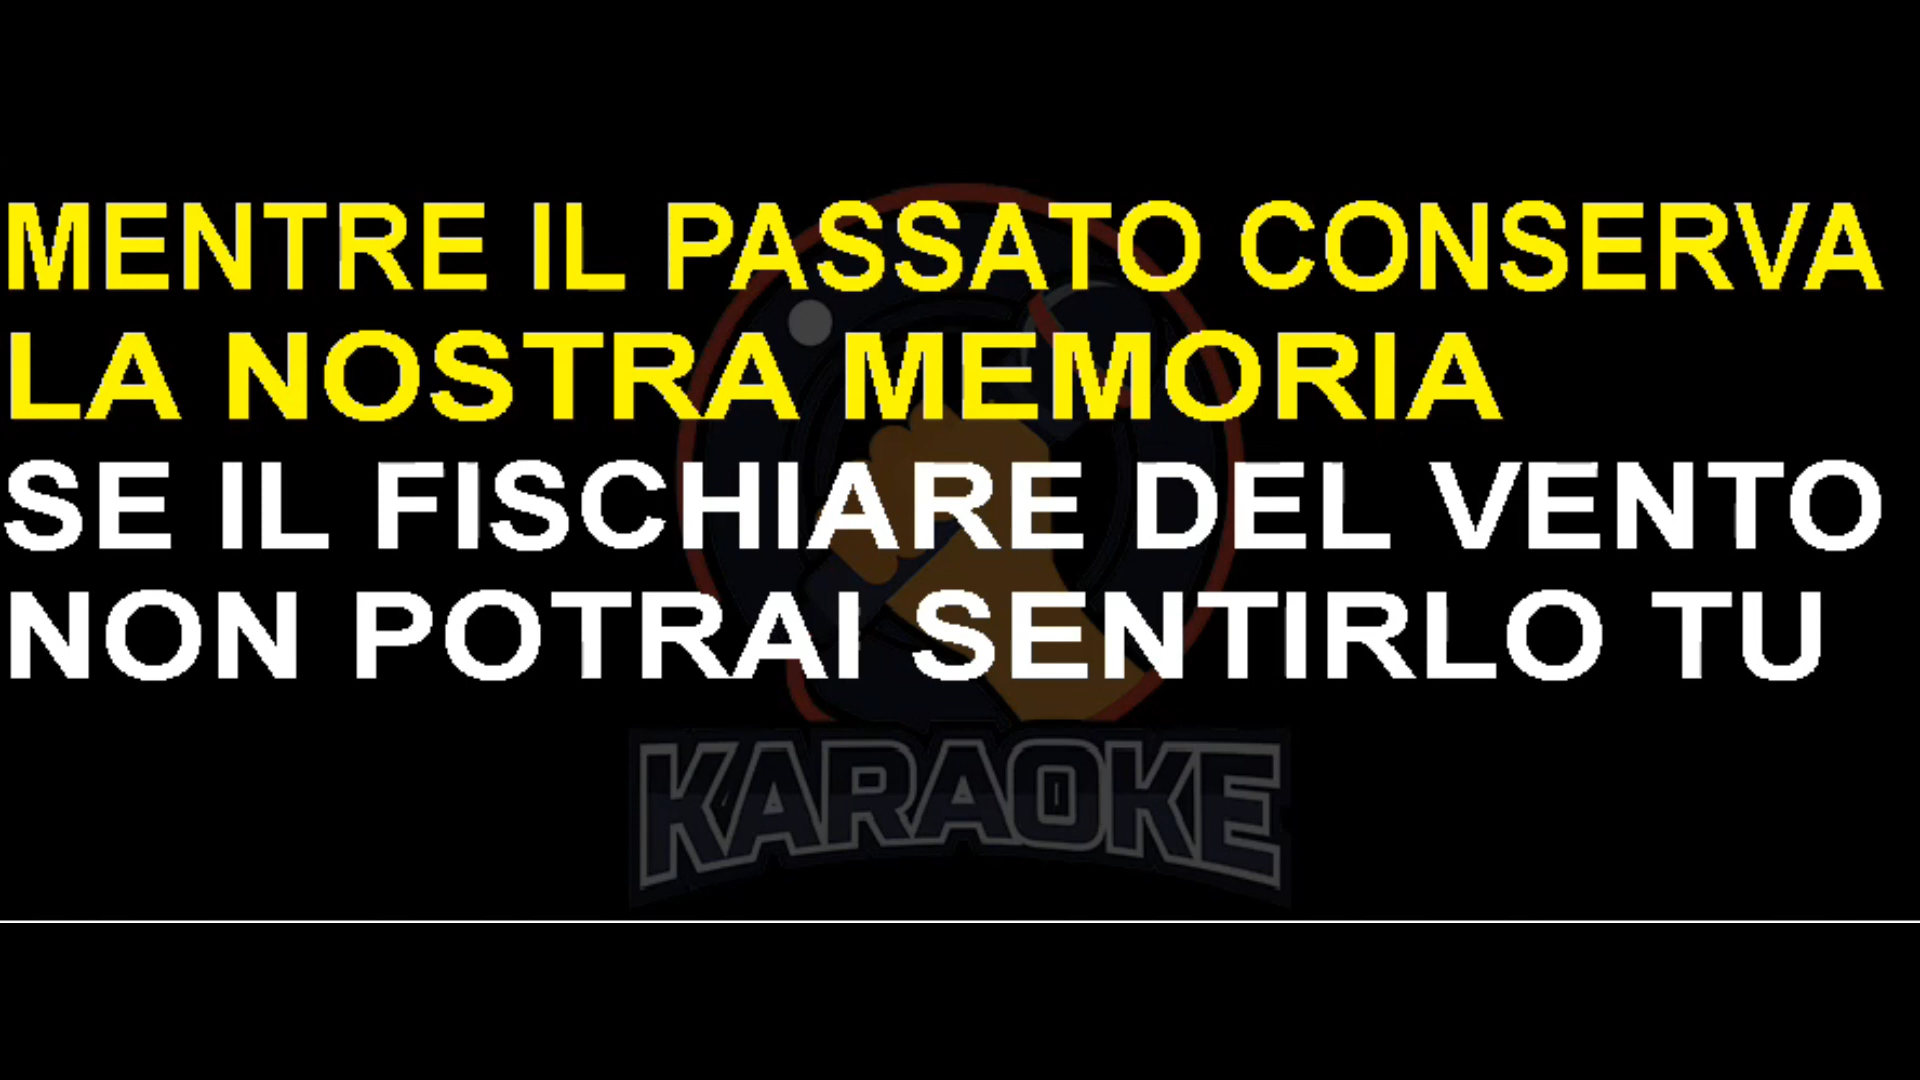 MENTRE IL PASSATO CONSERVA
LA NOSTRA MEMORIA
SE IL FISCHIARE DEL VENTO
NON POTRAI SENTIRLO TU
KARAOKE